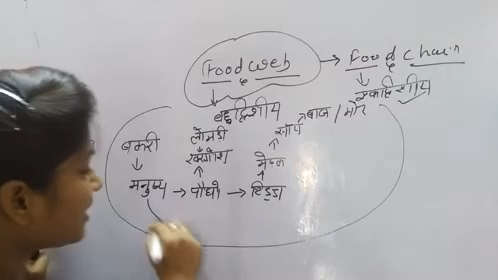 Food web → Food Chain
↓ ↓
बहुदिशीय एकदिशीय
बकरी लोमड़ी साँप → बाज / मोर
↓ खरगोश ↑ मेढक ↑
मनुष्य → पौधो → टिड्डा